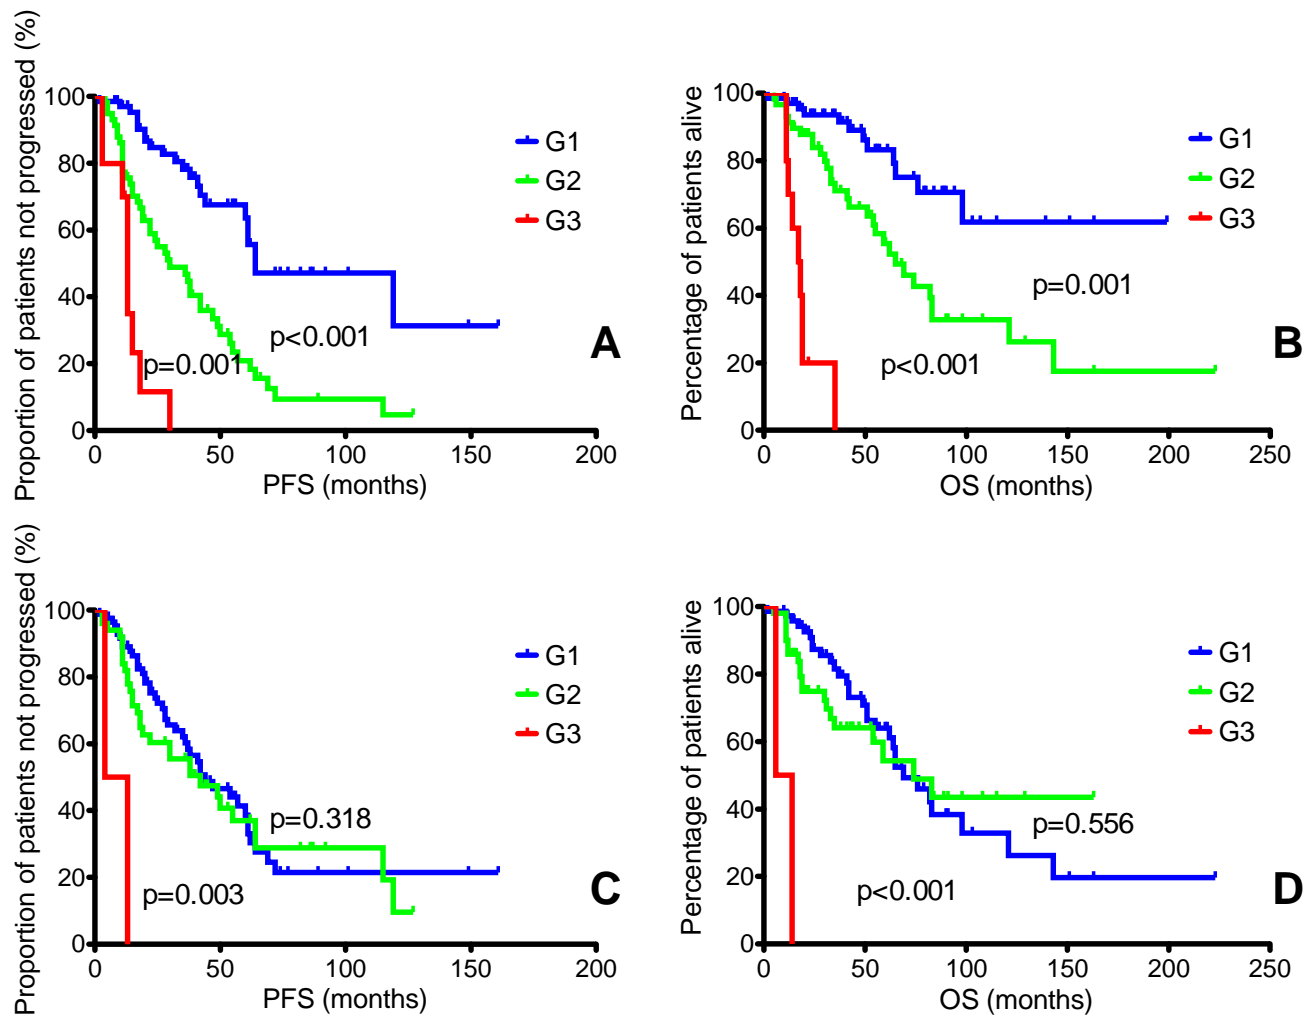 Proportion of patients not progressed (%)
100
80
60
40
20
0
0 50 100 150 200
PFS (months)
G1
G2
G3
p<0.001
p=0.001
A
Percentage of patients alive
100
80
60
40
20
0
0 50 100 150 200 250
OS (months)
G1
G2
G3
p=0.001
p<0.001
B
Proportion of patients not progressed (%)
100
80
60
40
20
0
0 50 100 150 200
PFS (months)
G1
G2
G3
p=0.318
p=0.003
C
Percentage of patients alive
100
80
60
40
20
0
0 50 100 150 200 250
OS (months)
G1
G2
G3
p=0.556
p<0.001
D